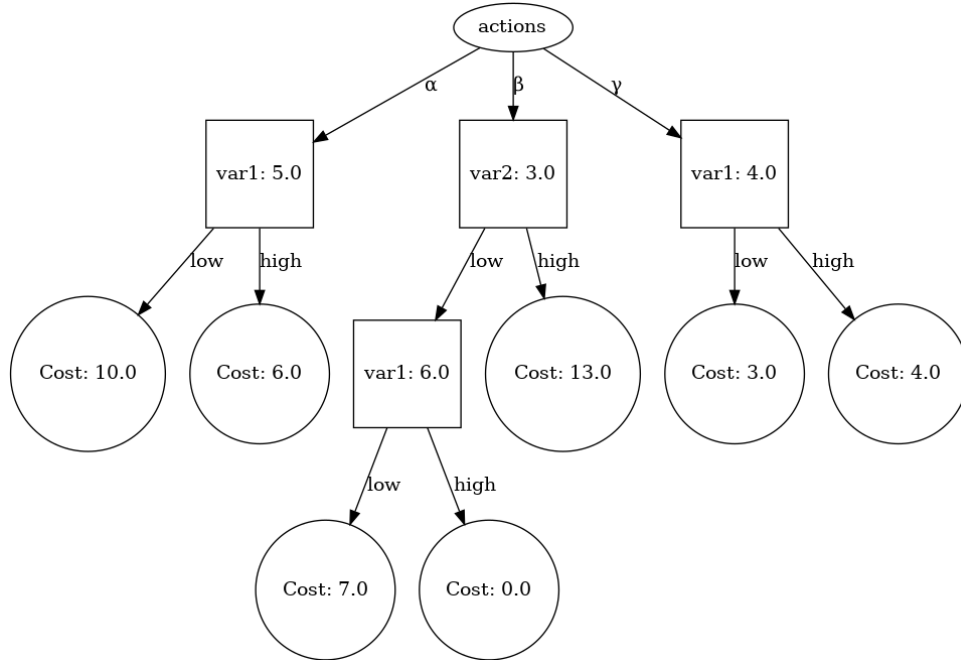 actions
α
β
γ
var1: 5.0
var2: 3.0
var1: 4.0
low
high
low
high
low
high
Cost: 10.0
Cost: 6.0
var1: 6.0
Cost: 13.0
Cost: 3.0
Cost: 4.0
low
high
Cost: 7.0
Cost: 0.0